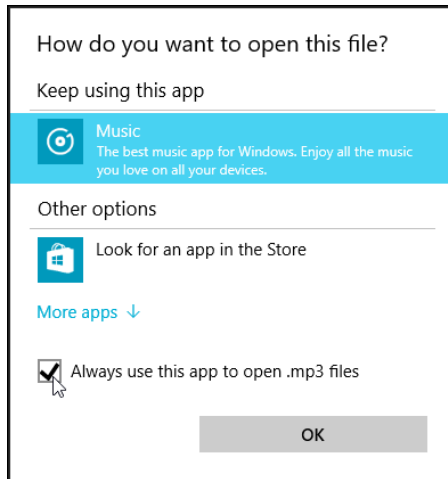 How do you want to open this file?
Keep using this app
Music
The best music app for Windows. Enjoy all the music
you love on all your devices.
Other options
Look for an app in the Store
More apps ↓
Always use this app to open .mp3 files
OK